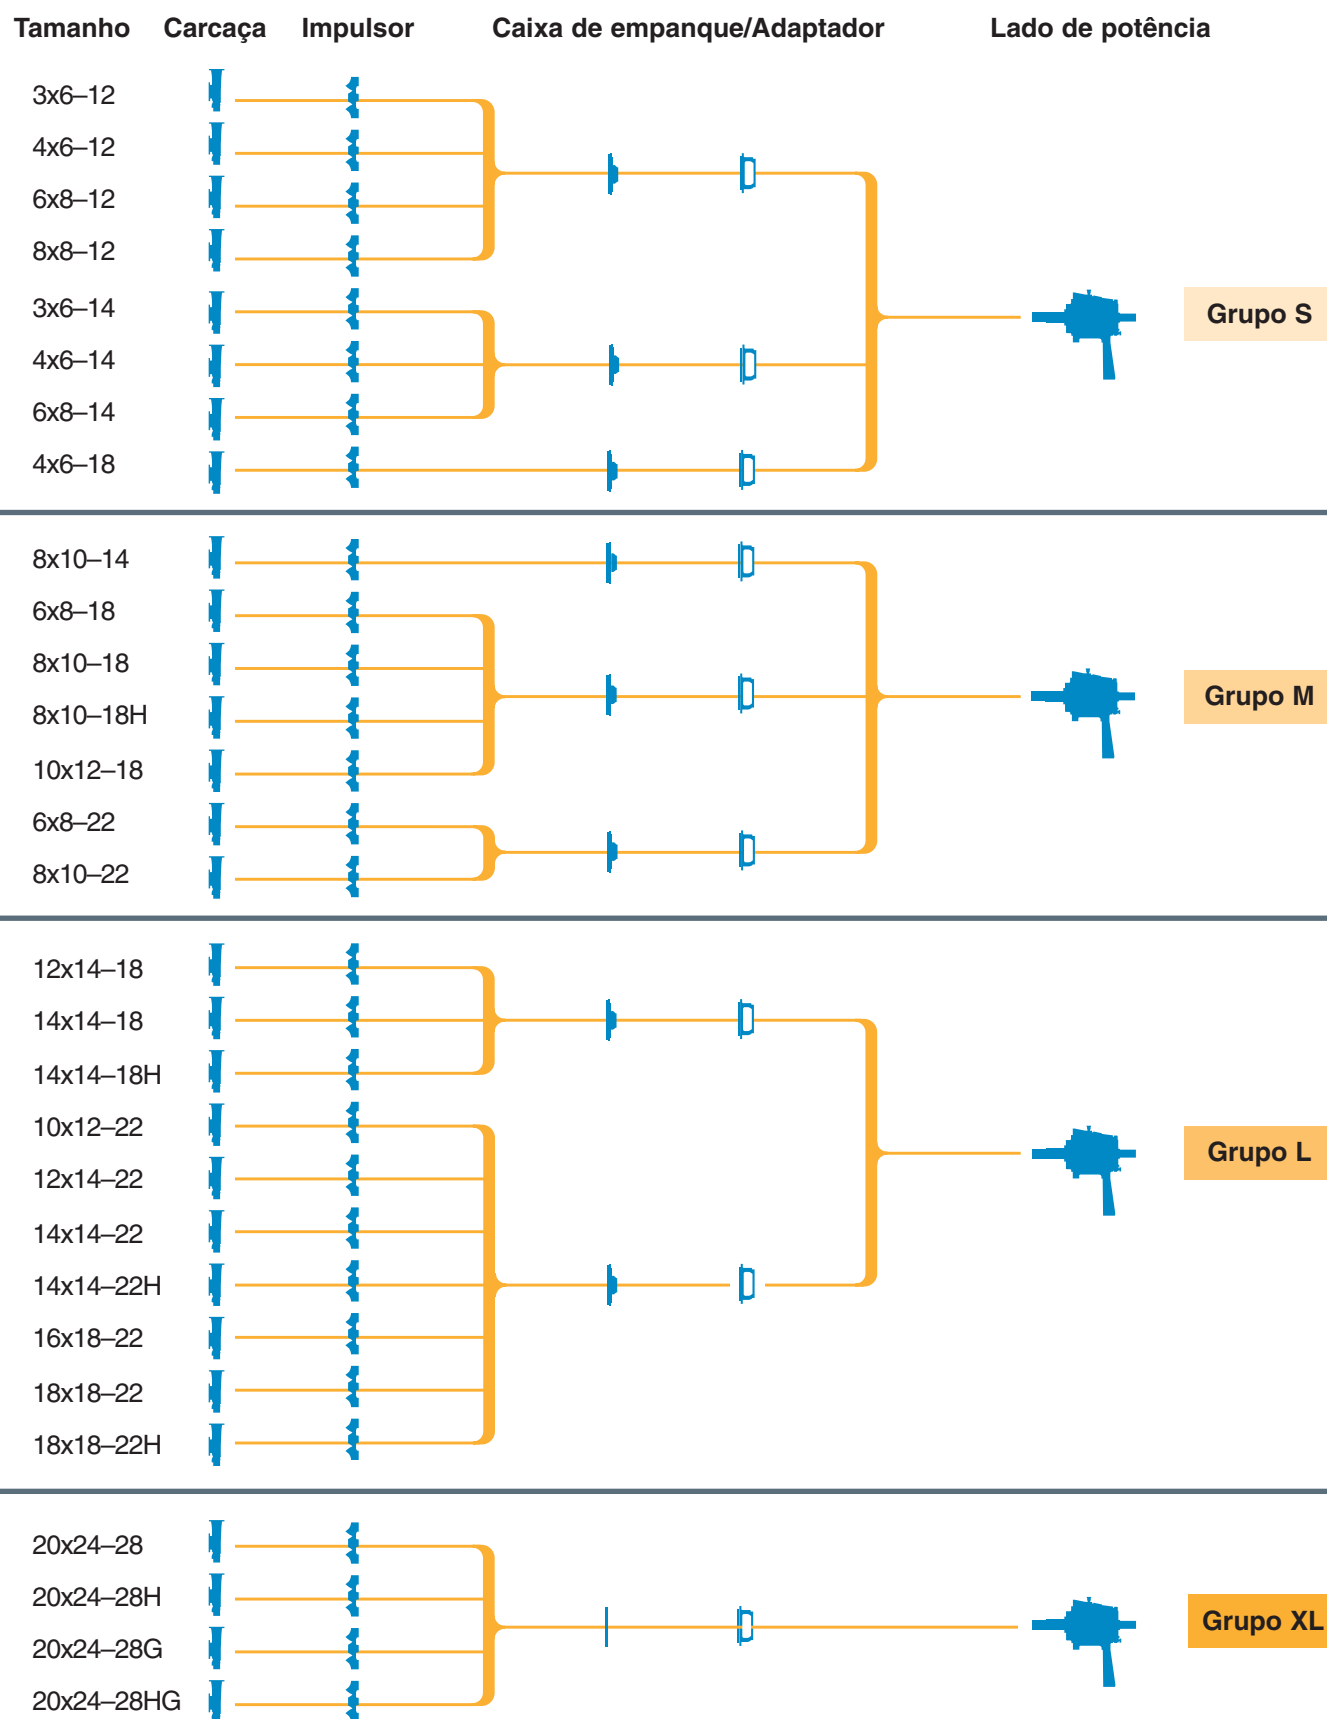 Tamanho Carcaça Impulsor Caixa de empanque/Adaptador Lado de potência
3x6–12
4x6–12
6x8–12
8x8–12
3x6–14
4x6–14
6x8–14
4x6–18
Grupo S
8x10–14
6x8–18
8x10–18
8x10–18H
10x12–18
6x8–22
8x10–22
Grupo M
12x14–18
14x14–18
14x14–18H
10x12–22
12x14–22
14x14–22
14x14–22H
16x18–22
18x18–22
18x18–22H
Grupo L
20x24–28
20x24–28H
20x24–28G
20x24–28HG
Grupo XL